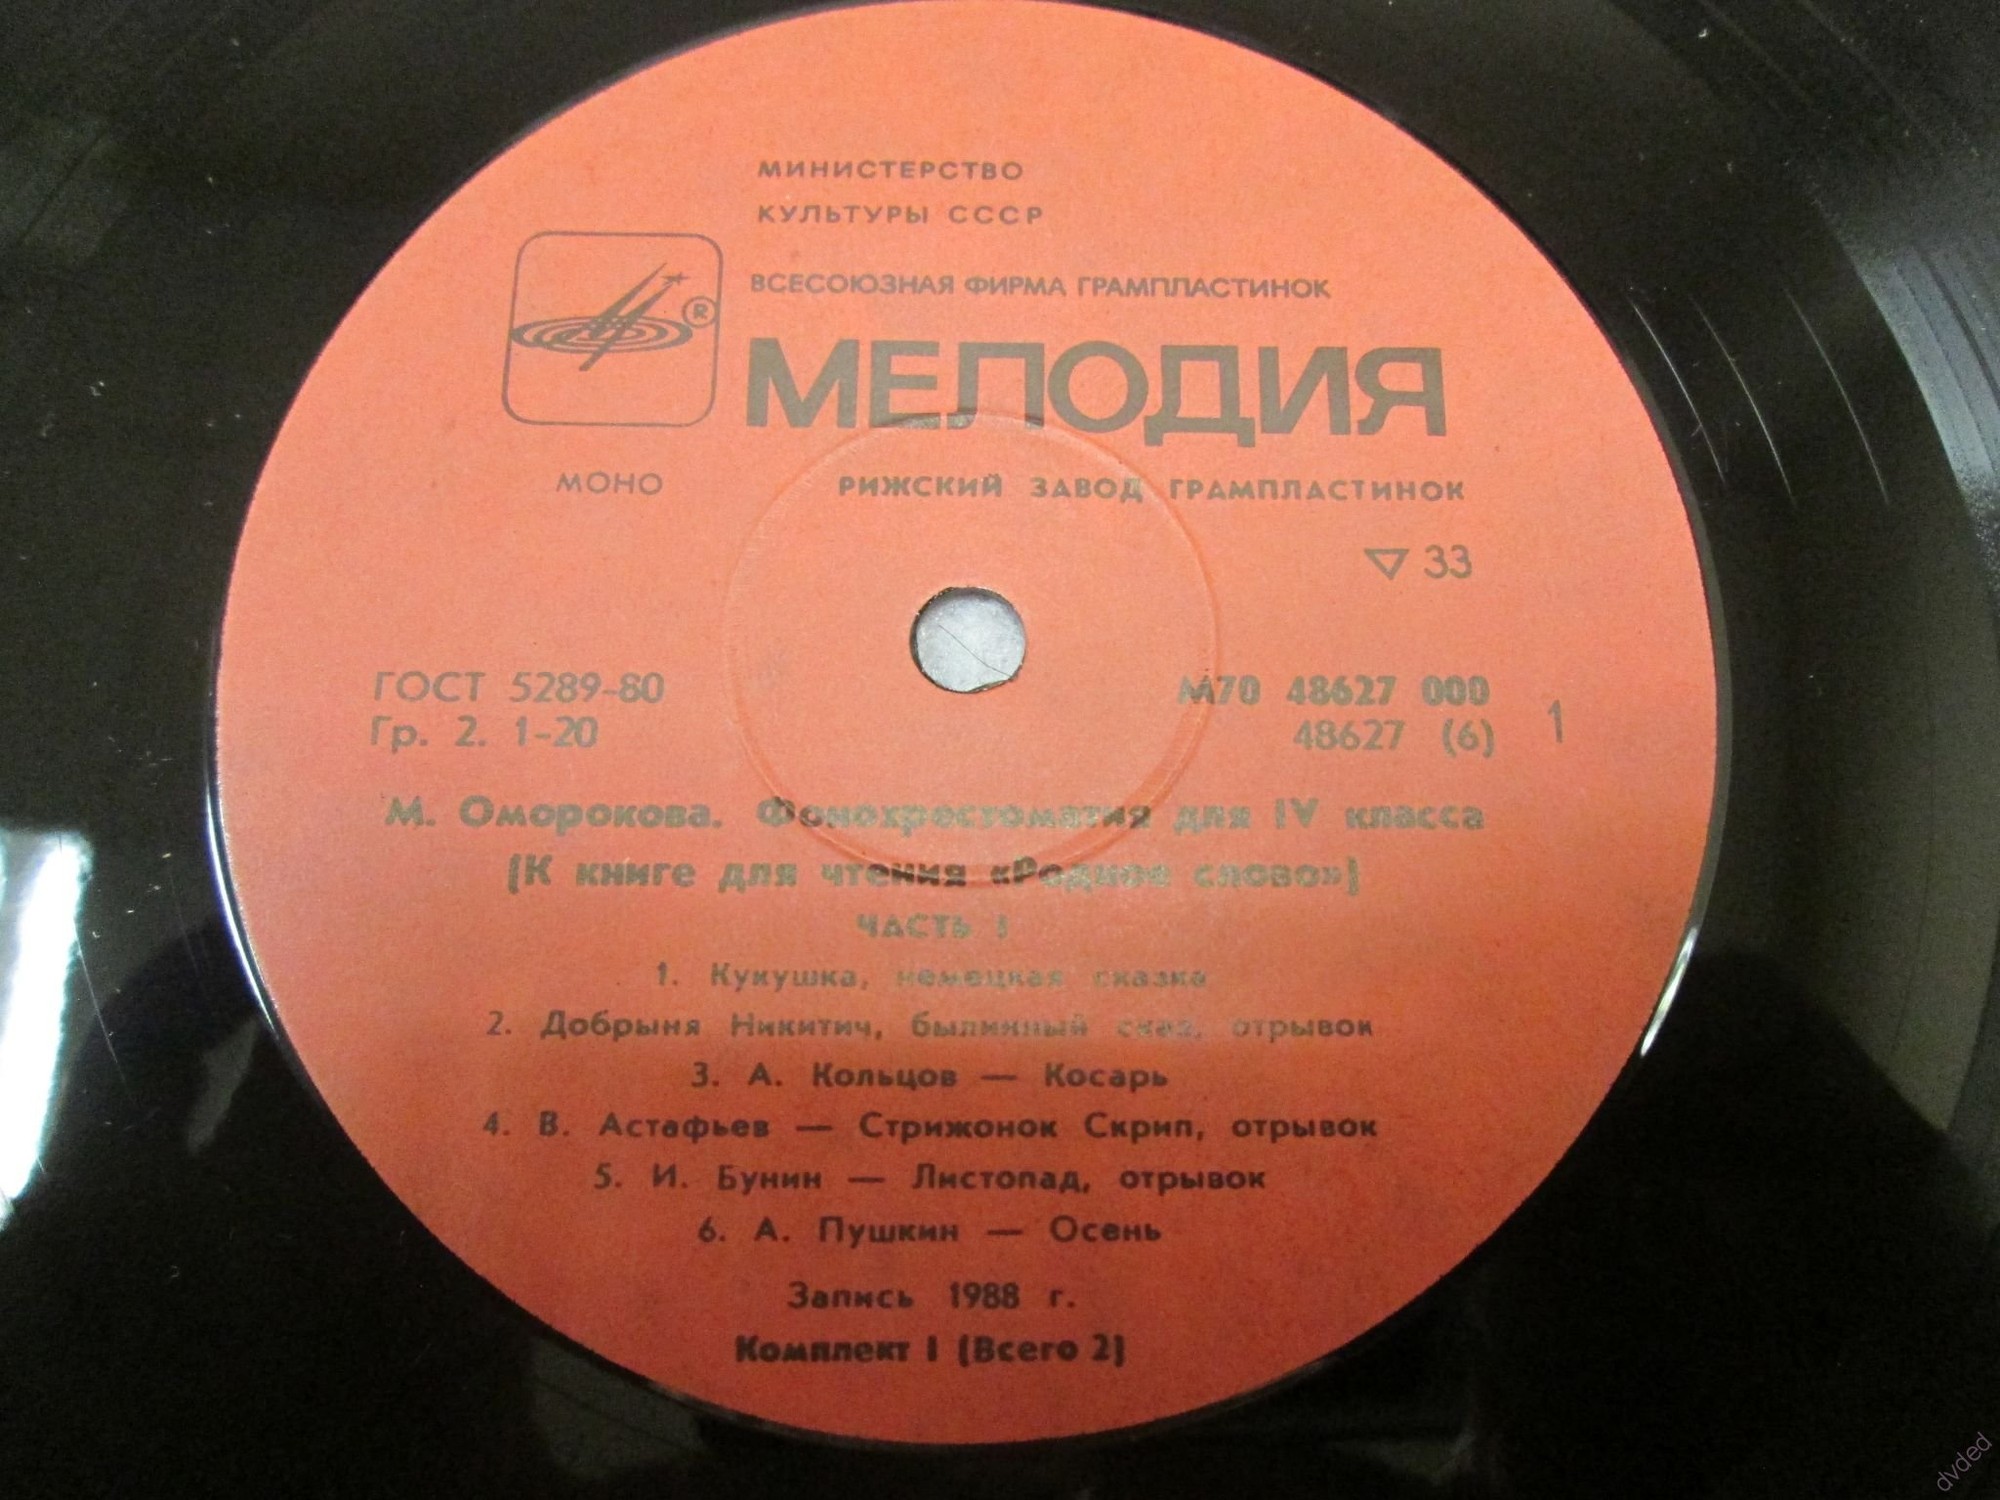 МИНИСТЕРСТВО
КУЛЬТУРЫ СССР
ВСЕСОЮЗНАЯ ФИРМА ГРАМПЛАСТИНОК
®
МЕЛОДИЯ
МОНО
РИЖСКИЙ ЗАВОД ГРАМПЛАСТИНОК
▽ 33
ГОСТ 5289-80
Гр. 2. 1-20
М70 48627 000
48627 (6)
1
М. Оморокова. Фонохрестоматия для IV класса
(К книге для чтения «Родное слово»)
ЧАСТЬ I
1. Кукушка, немецкая сказка
2. Добрыня Никитич, былинный сказ, отрывок
3. А. Кольцов — Косарь
4. В. Астафьев — Стрижонок Скрип, отрывок
5. И. Бунин — Листопад, отрывок
6. А. Пушкин — Осень
Запись 1988 г.
Комплект I (Всего 2)
dvded